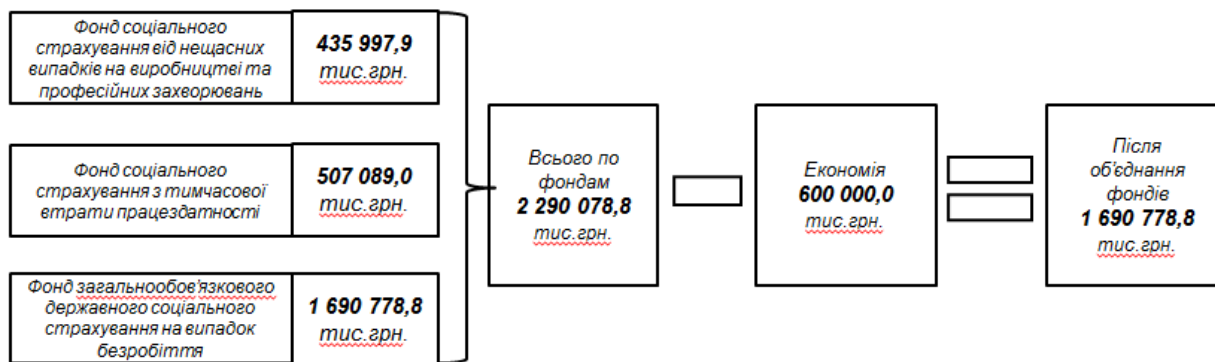 Фонд соціального
страхування від нещасних
випадків на виробництві та
професійних захворювань
435 997,9
тис.грн.
Фонд соціального
страхування з тимчасової
втрати працездатності
507 089,0
тис.грн.
Фонд загальнообов'язкового
державного соціального
страхування на випадок
безробіття
1 690 778,8
тис.грн.
Всього по
фондам
2 290 078,8
тис.грн.
Економія
600 000,0
тис.грн.
Після
об'єднання
фондів
1 690 778,8
тис.грн.